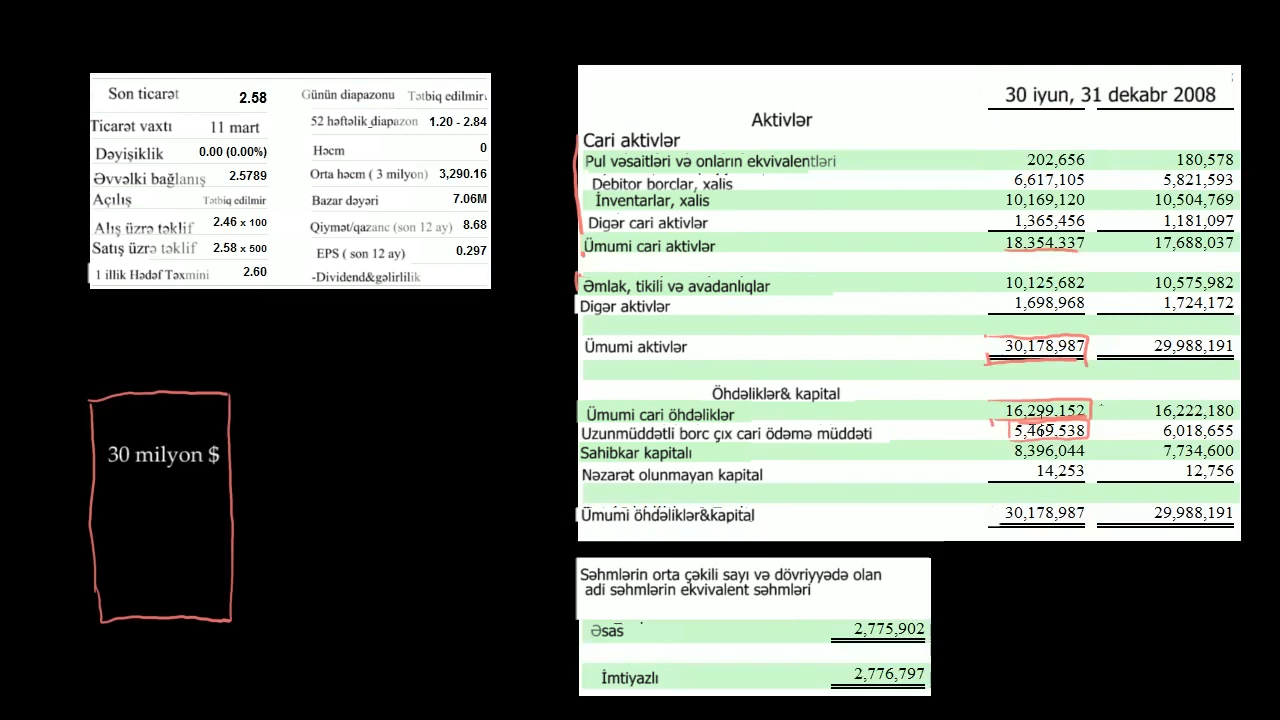 Son ticarət 2.58
Ticarət vaxtı 11 mart
Dəyişiklik 0.00 (0.00%)
Əvvəlki bağlanış 2.5789
Açılış Tətbiq edilmir
Alış üzrə təklif 2.46 x 100
Satış üzrə təklif 2.58 x 500
1 illik Hədəf Təxmini 2.60
Günün diapazonu Tətbiq edilmir
52 həftəlik diapazon 1.20 - 2.84
Həcm 0
Orta həcm ( 3 milyon) 3,290.16
Bazar dəyəri 7.06M
Qiymət/qazanc (son 12 ay) 8.68
EPS ( son 12 ay) 0.297
-Dividend&gəlirlilik
30 milyon $
30 iyun, 31 dekabr 2008
Aktivlər
Cari aktivlər
Pul vəsaitləri və onların ekvivalentləri 202,656 180,578
Debitor borclar, xalis 6,617,105 5,821,593
İnventarlar, xalis 10,169,120 10,504,769
Digər cari aktivlər 1,365,456 1,181,097
Ümumi cari aktivlər 18,354,337 17,688,037
Əmlak, tikili və avadanlıqlar 10,125,682 10,575,982
Digər aktivlər 1,698,968 1,724,172
Ümumi aktivlər 30,178,987 29,988,191
Öhdəliklər& kapital
Ümumi cari öhdəliklər 16,299,152 16,222,180
Uzunmüddətli borc çıx cari ödəmə müddəti 5,469,538 6,018,655
Sahibkar kapitalı 8,396,044 7,734,600
Nəzarət olunmayan kapital 14,253 12,756
Ümumi öhdəliklər&kapital 30,178,987 29,988,191
Səhmlərin orta çəkili sayı və dövriyyədə olan
adi səhmlərin ekvivalent səhmləri
Əsas 2,775,902
İmtiyazlı 2,776,797